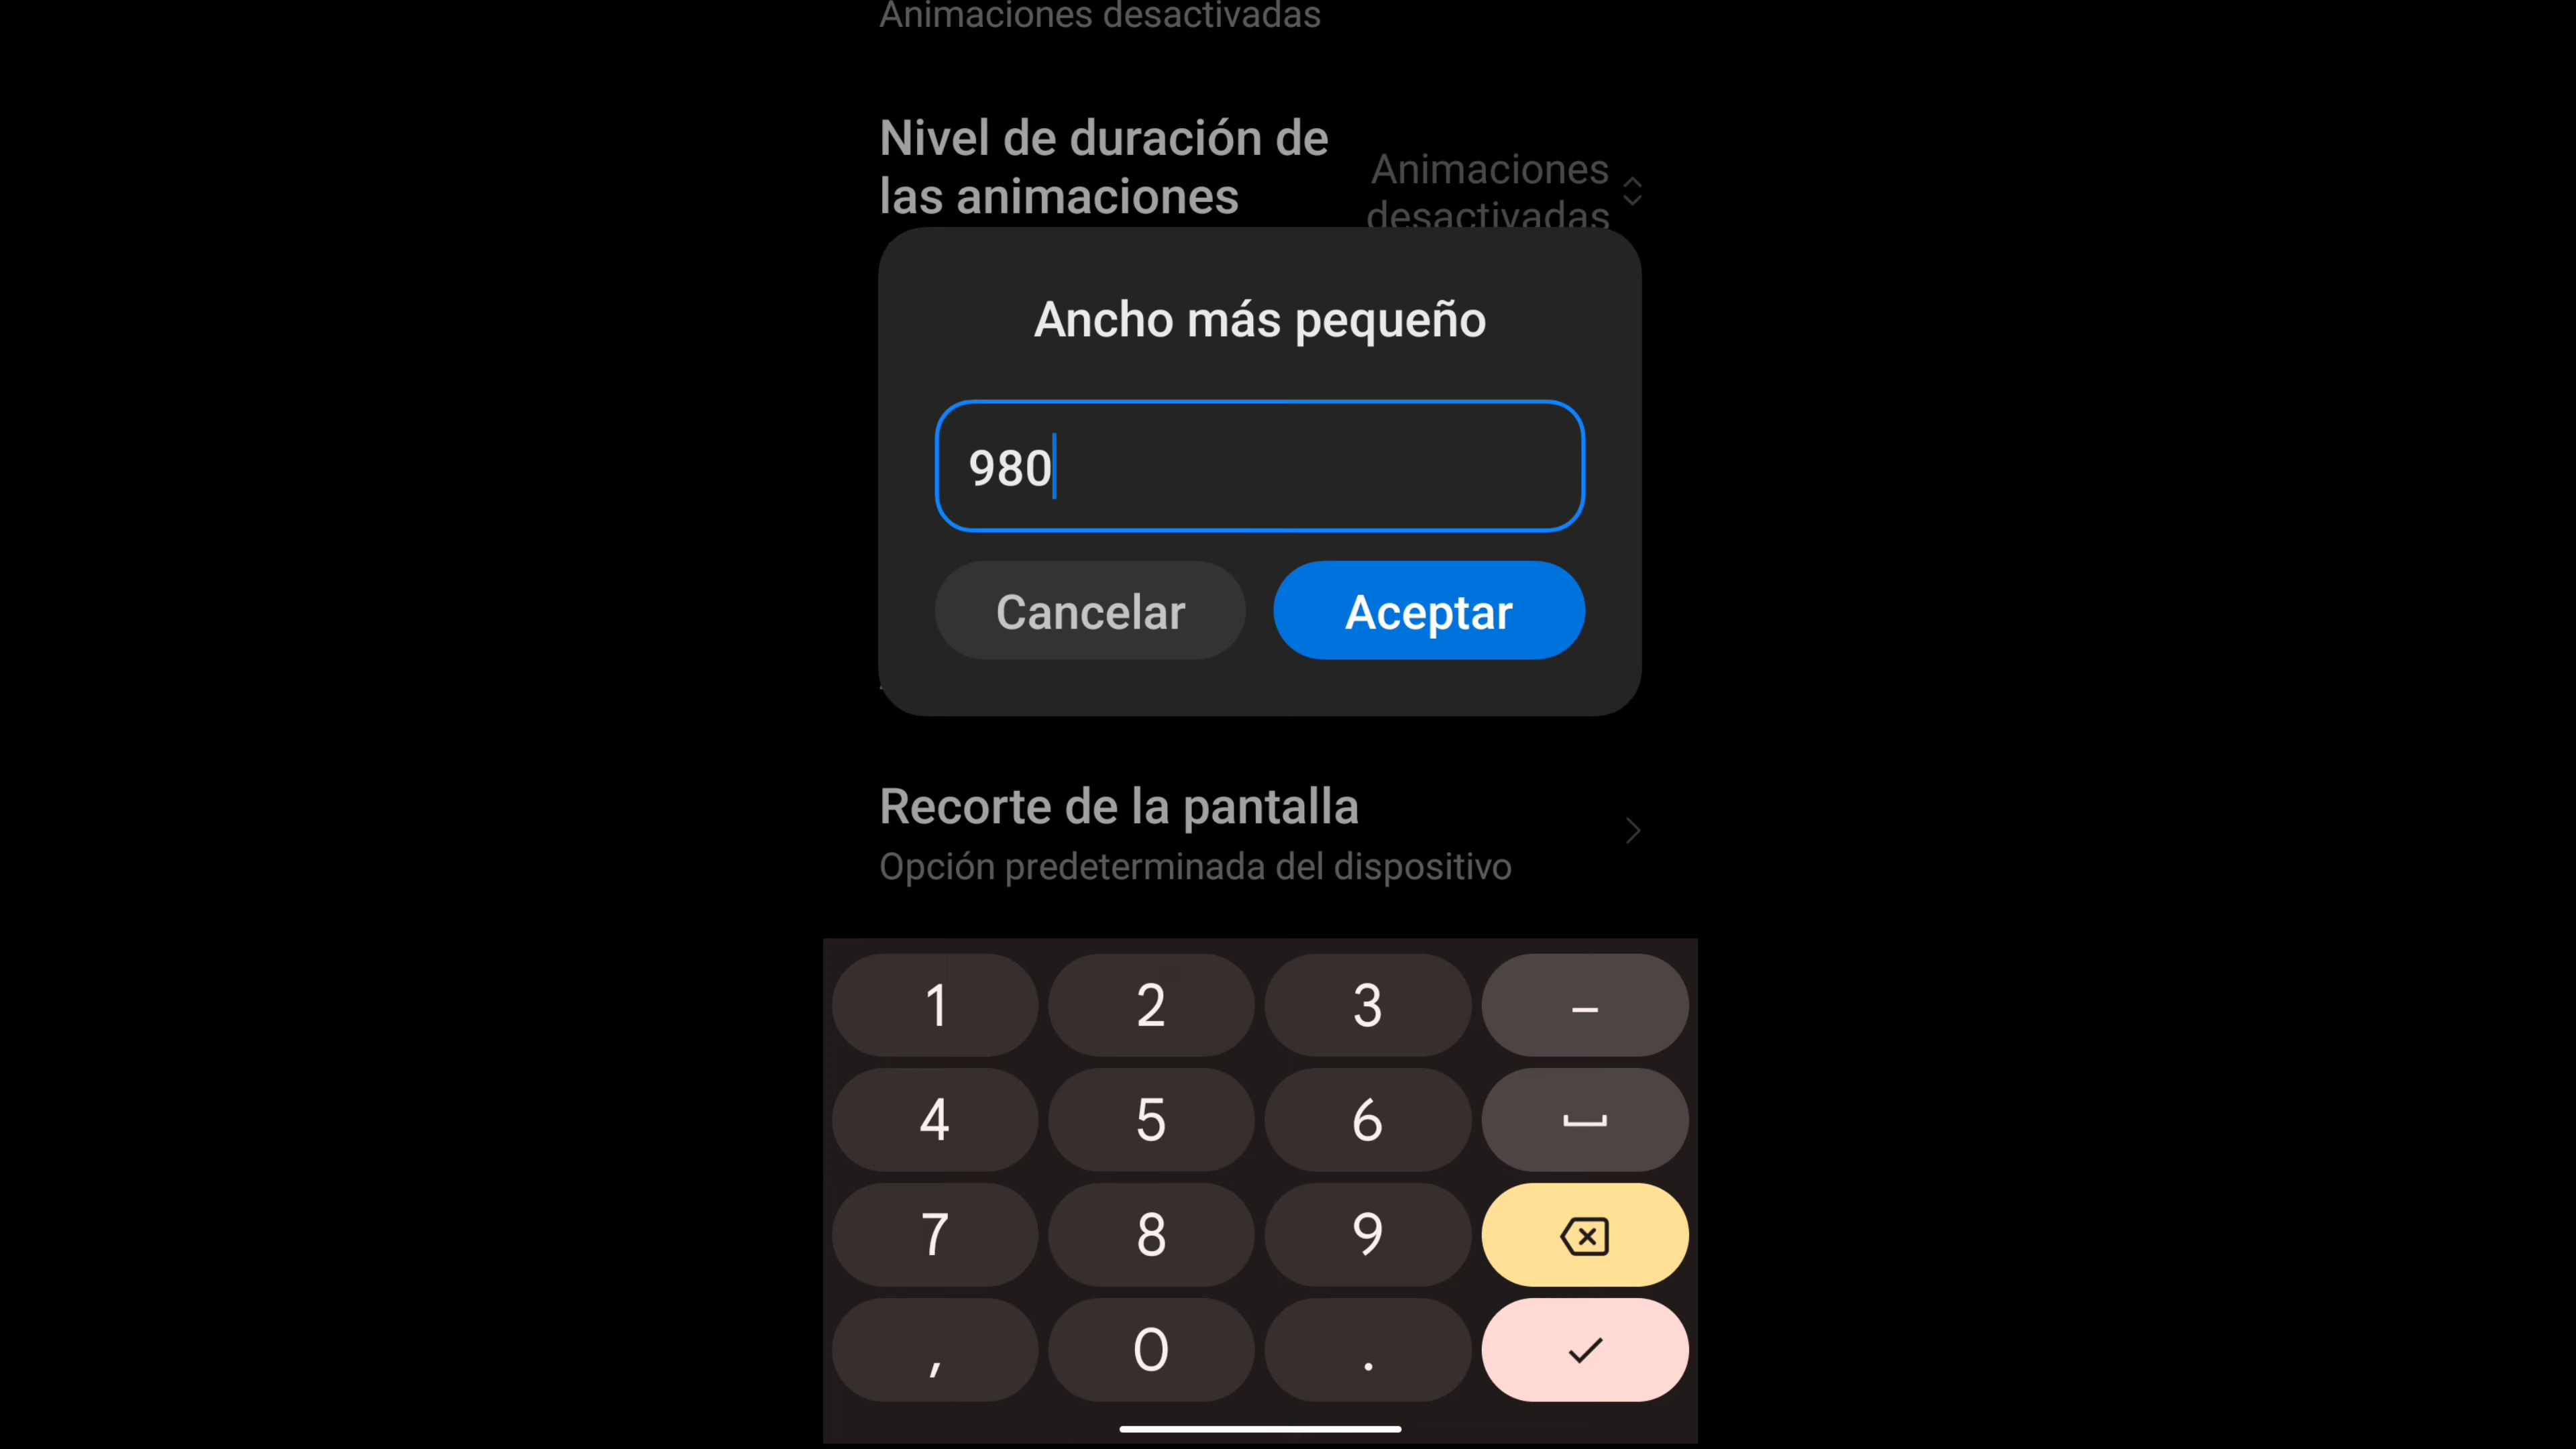 Animaciones desactivadas
Nivel de duración de
las animaciones
Animaciones
desactivadas
Ancho más pequeño
980
Cancelar
Aceptar
Recorte de la pantalla
Opción predeterminada del dispositivo
1 2 3 –
4 5 6
7 8 9
, 0 .